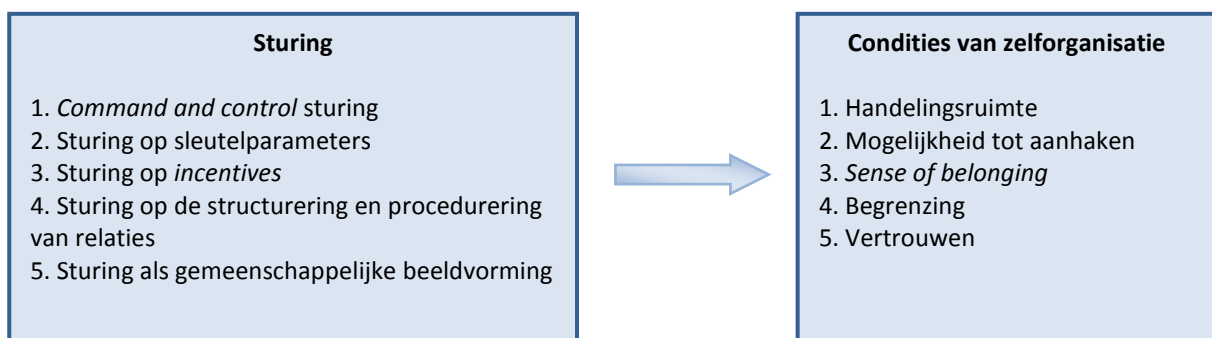 Sturing
1. Command and control sturing
2. Sturing op sleutelparameters
3. Sturing op incentives
4. Sturing op de structurering en procedurering
van relaties
5. Sturing als gemeenschappelijke beeldvorming
Condities van zelforganisatie
1. Handelingsruimte
2. Mogelijkheid tot aanhaken
3. Sense of belonging
4. Begrenzing
5. Vertrouwen